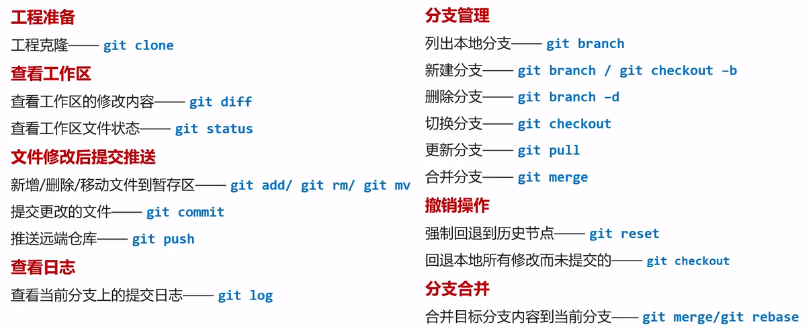 工程准备
工程克隆—— git clone
查看工作区
查看工作区的修改内容—— git diff
查看工作区文件状态—— git status
文件修改后提交推送
新增/删除/移动文件到暂存区—— git add/ git rm/ git mv
提交更改的文件—— git commit
推送远端仓库—— git push
查看日志
查看当前分支上的提交日志—— git log
分支管理
列出本地分支—— git branch
新建分支—— git branch / git checkout –b
删除分支—— git branch –d
切换分支—— git checkout
更新分支—— git pull
合并分支—— git merge
撤销操作
强制回退到历史节点—— git reset
回退本地所有修改而未提交的—— git checkout
分支合并
合并目标分支内容到当前分支—— git merge/git rebase